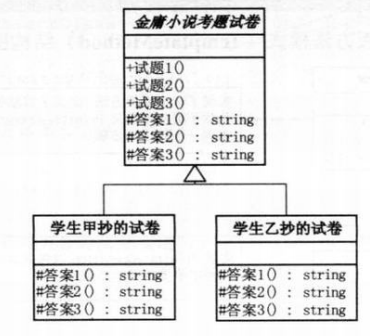 金庸小说考题试卷
+试题1()
+试题2()
+试题3()
#答案1() : string
#答案2() : string
#答案3() : string
学生甲抄的试卷
#答案1() : string
#答案2() : string
#答案3() : string
学生乙抄的试卷
#答案1() : string
#答案2() : string
#答案3() : string